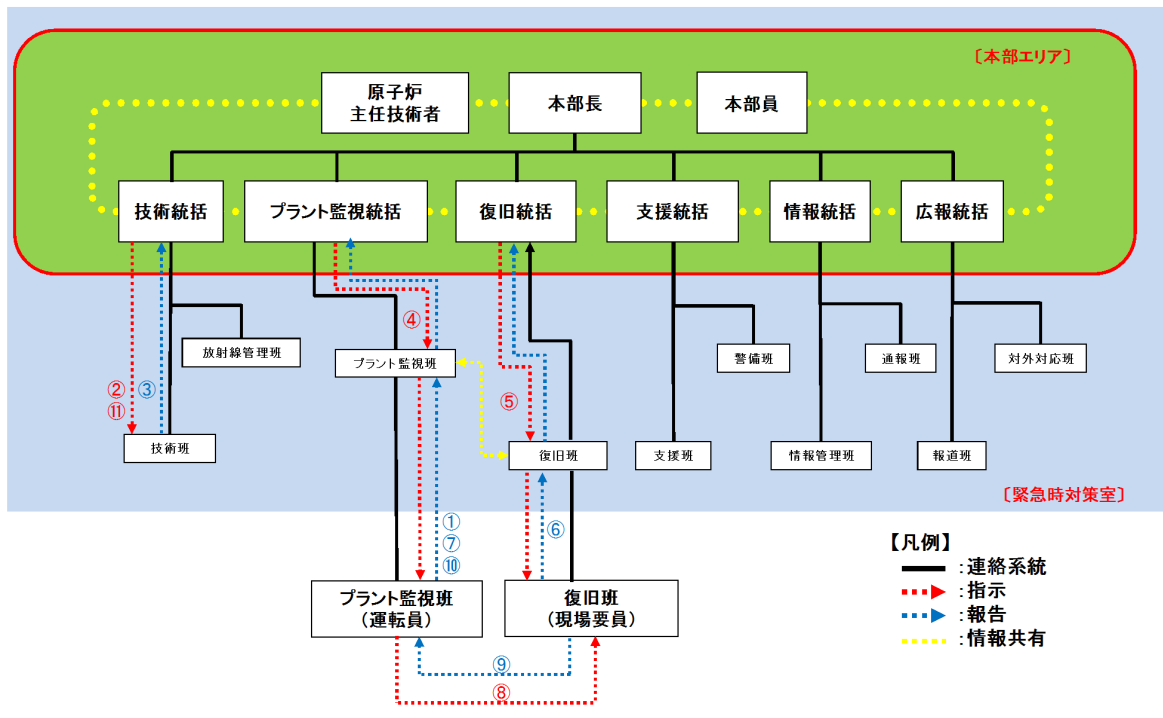 〔本部エリア〕
原子炉
主任技術者
本部長
本部員
技術統括
プラント監視統括
復旧統括
支援統括
情報統括
広報統括
④
放射線管理班
プラント監視班
警備班
通報班
対外対応班
② ③
⑪
⑤
技術班
復旧班
支援班
情報管理班
報道班
〔緊急時対策室〕
①
⑦
⑩
⑥
【凡例】
:連絡系統
:指示
:報告
:情報共有
プラント監視班
（運転員）
復旧班
（現場要員）
⑨
⑧